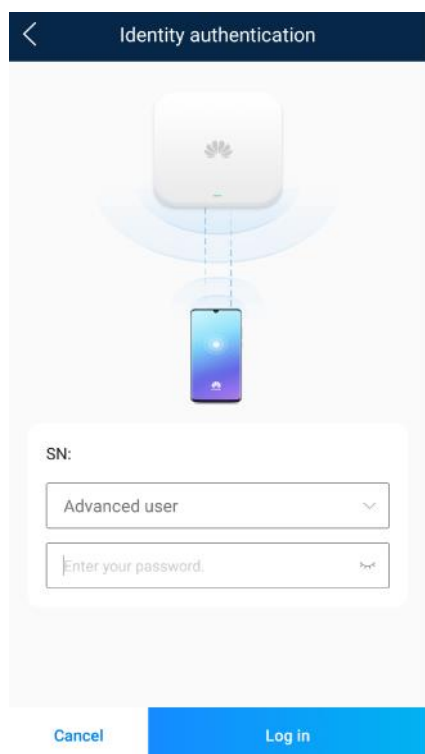 Identity authentication
SN:
Advanced user
Enter your password.
Cancel
Log in